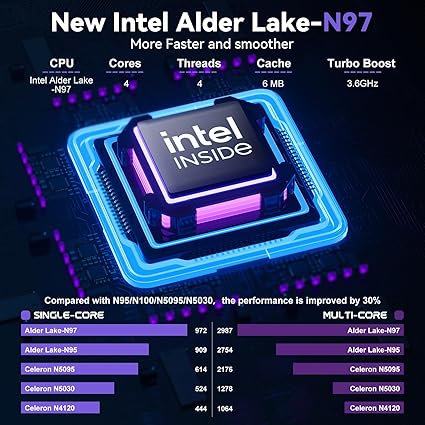 New Intel Alder Lake-N97
More Faster and smoother
CPU Cores Threads Cache Turbo Boost
Intel Alder Lake
-N97 4 4 6 MB 3.6GHz
intel
INSIDE
Compared with N95/N100/N5095/N5030, the performance is improved by 30%
SINGLE-CORE MULTI-CORE
Alder Lake-N97 972 2987 Alder Lake-N97
Alder Lake-N95 909 2754 Alder Lake-N95
Celeron N5095 614 2176 Celeron N5095
Celeron N5030 524 1278 Celeron N5030
Celeron N4120 444 1064 Celeron N4120